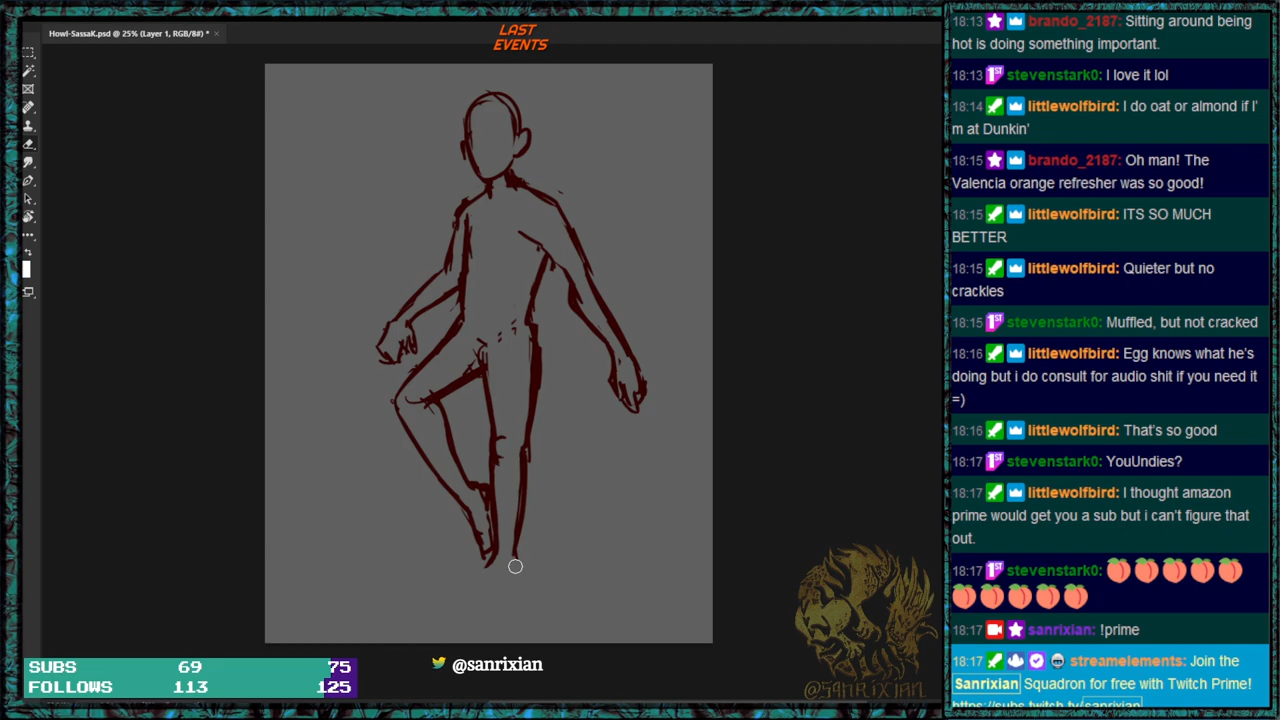 Howl-SassaK.psd @ 25% (Layer 1, RGB/8#) *
LAST
EVENTS
18:13 brando_2187: Sitting around being
hot is doing something important.
18:13 stevenstark0: I love it lol
18:14 littlewolfbird: I do oat or almond if I'
m at Dunkin'
18:15 brando_2187: Oh man! The
Valencia orange refresher was so good!
18:15 littlewolfbird: ITS SO MUCH
BETTER
18:15 littlewolfbird: Quieter but no
crackles
18:15 stevenstark0: Muffled, but not cracked
18:16 littlewolfbird: Egg knows what he's
doing but i do consult for audio shit if you need it
=)
18:16 littlewolfbird: That's so good
18:17 stevenstark0: YouUndies?
18:17 littlewolfbird: I thought amazon
prime would get you a sub but i can't figure that
out.
18:17 stevenstark0:
18:17 sanrixian: !prime
18:17 streamelements: Join the
Sanrixian Squadron for free with Twitch Prime!
https://subs.twitch.tv/sanrixian
SUBS 69 75
FOLLOWS 113 125
@sanrixian
@SANRIXIAN